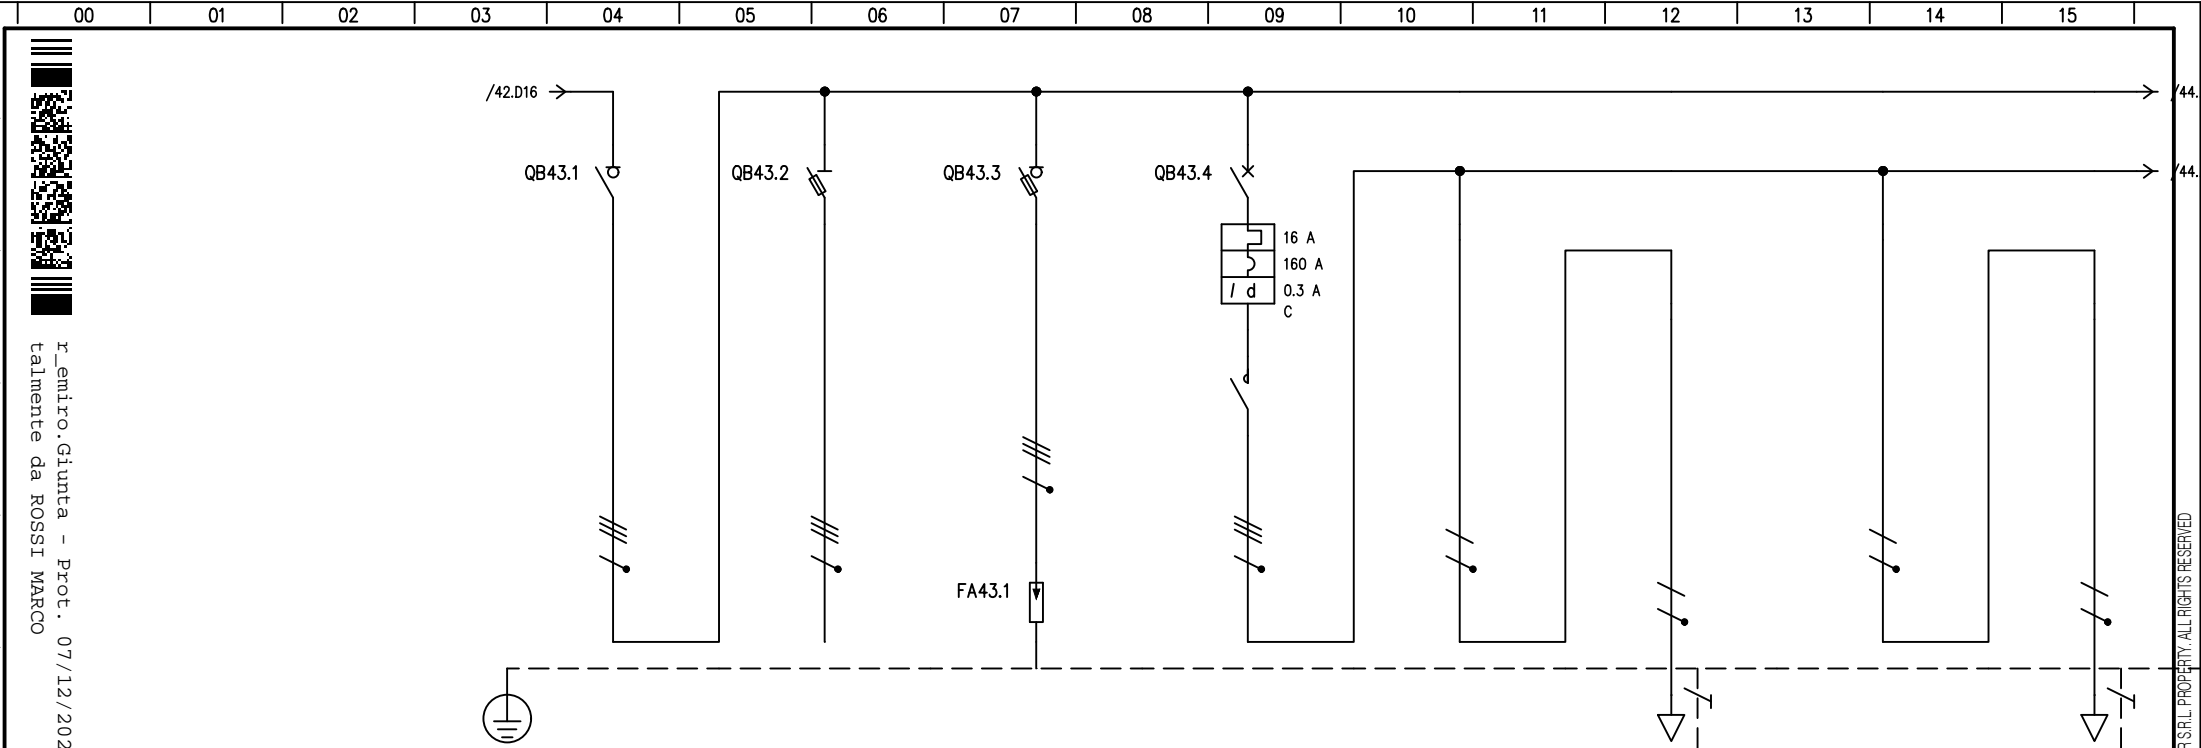 00 01 02 03 04 05 06 07 08 09 10 11 12 13 14 15
/42.D16
/44.
QB43.1
QB43.2
QB43.3
QB43.4
/44.
16 A
160 A
I d
0.3 A
C
FA43.1
r_emiro.Giunta - Prot. 07/12/202
talmente da ROSSI MARCO
R S.R.L. PROPERTY. ALL RIGHTS RESERVED